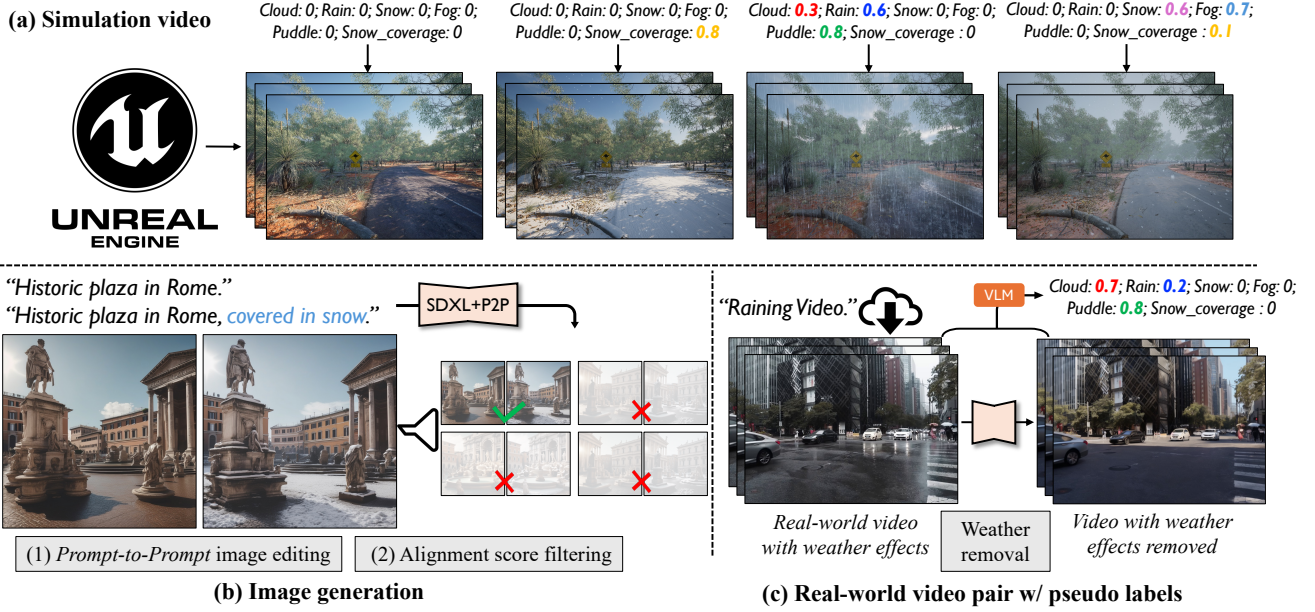 (a) Simulation video
Cloud: 0; Rain: 0; Snow: 0; Fog: 0;
Puddle: 0; Snow_coverage: 0
Cloud: 0; Rain: 0; Snow: 0; Fog: 0;
Puddle: 0; Snow_coverage: 0.8
Cloud: 0.3; Rain: 0.6; Snow: 0; Fog: 0;
Puddle: 0.8; Snow_coverage : 0
Cloud: 0; Rain: 0; Snow: 0.6; Fog: 0.7;
Puddle: 0; Snow_coverage : 0.1
UNREAL
ENGINE
“Historic plaza in Rome.”
“Historic plaza in Rome, covered in snow.”
SDXL+P2P
(1) Prompt-to-Prompt image editing
(2) Alignment score filtering
(b) Image generation
“Raining Video.”
VLM
Cloud: 0.7; Rain: 0.2; Snow: 0; Fog: 0;
Puddle: 0.8; Snow_coverage : 0
Real-world video
with weather effects
Weather
removal
Video with weather
effects removed
(c) Real-world video pair w/ pseudo labels